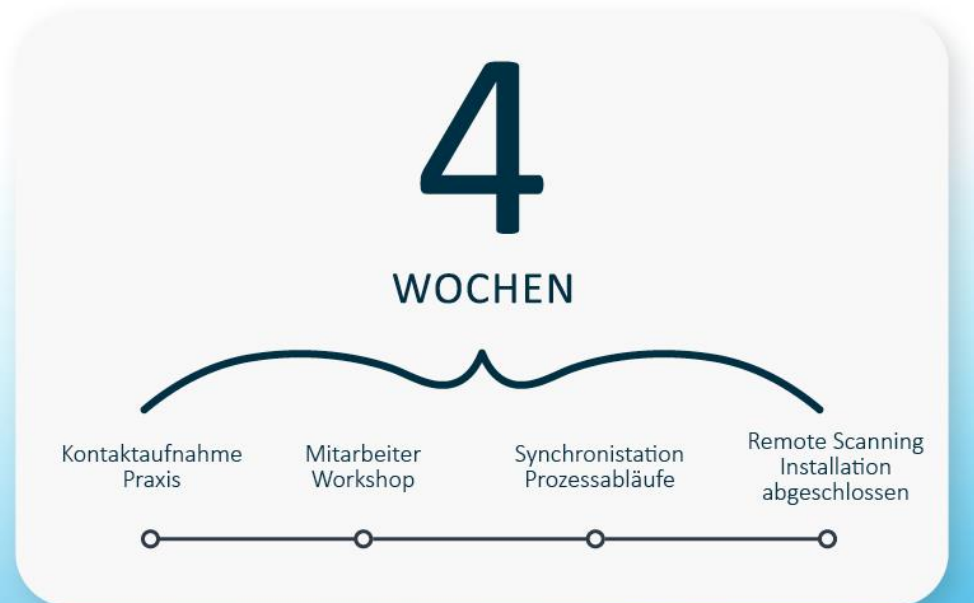 4
WOCHEN
Kontaktaufnahme
Praxis
Mitarbeiter
Workshop
Synchronistation
Prozessabläufe
Remote Scanning
Installation
abgeschlossen